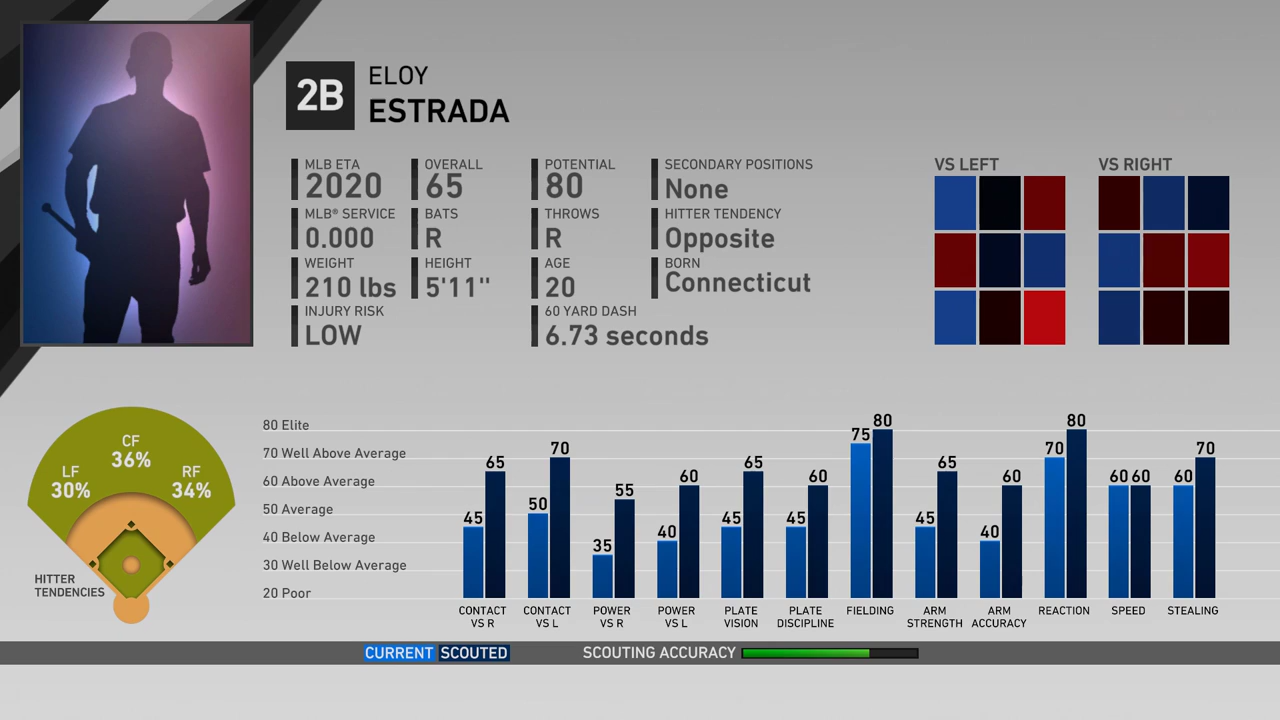 2B
ELOY
ESTRADA
MLB ETA
2020
OVERALL
65
POTENTIAL
80
SECONDARY POSITIONS
None
MLB® SERVICE
0.000
BATS
R
THROWS
R
HITTER TENDENCY
Opposite
WEIGHT
210 lbs
HEIGHT
5'11"
AGE
20
BORN
Connecticut
INJURY RISK
LOW
60 YARD DASH
6.73 seconds
VS LEFT
VS RIGHT
CF
36%
LF
30%
RF
34%
HITTER
TENDENCIES
80 Elite
70 Well Above Average
60 Above Average
50 Average
40 Below Average
30 Well Below Average
20 Poor
45 65
50 70
35 55
40 60
45 65
45 60
75 80
45 65
40 60
70 80
60 60
60 70
CONTACT
VS R
CONTACT
VS L
POWER
VS R
POWER
VS L
PLATE
VISION
PLATE
DISCIPLINE
FIELDING
ARM
STRENGTH
ARM
ACCURACY
REACTION
SPEED
STEALING
CURRENT SCOUTED
SCOUTING ACCURACY